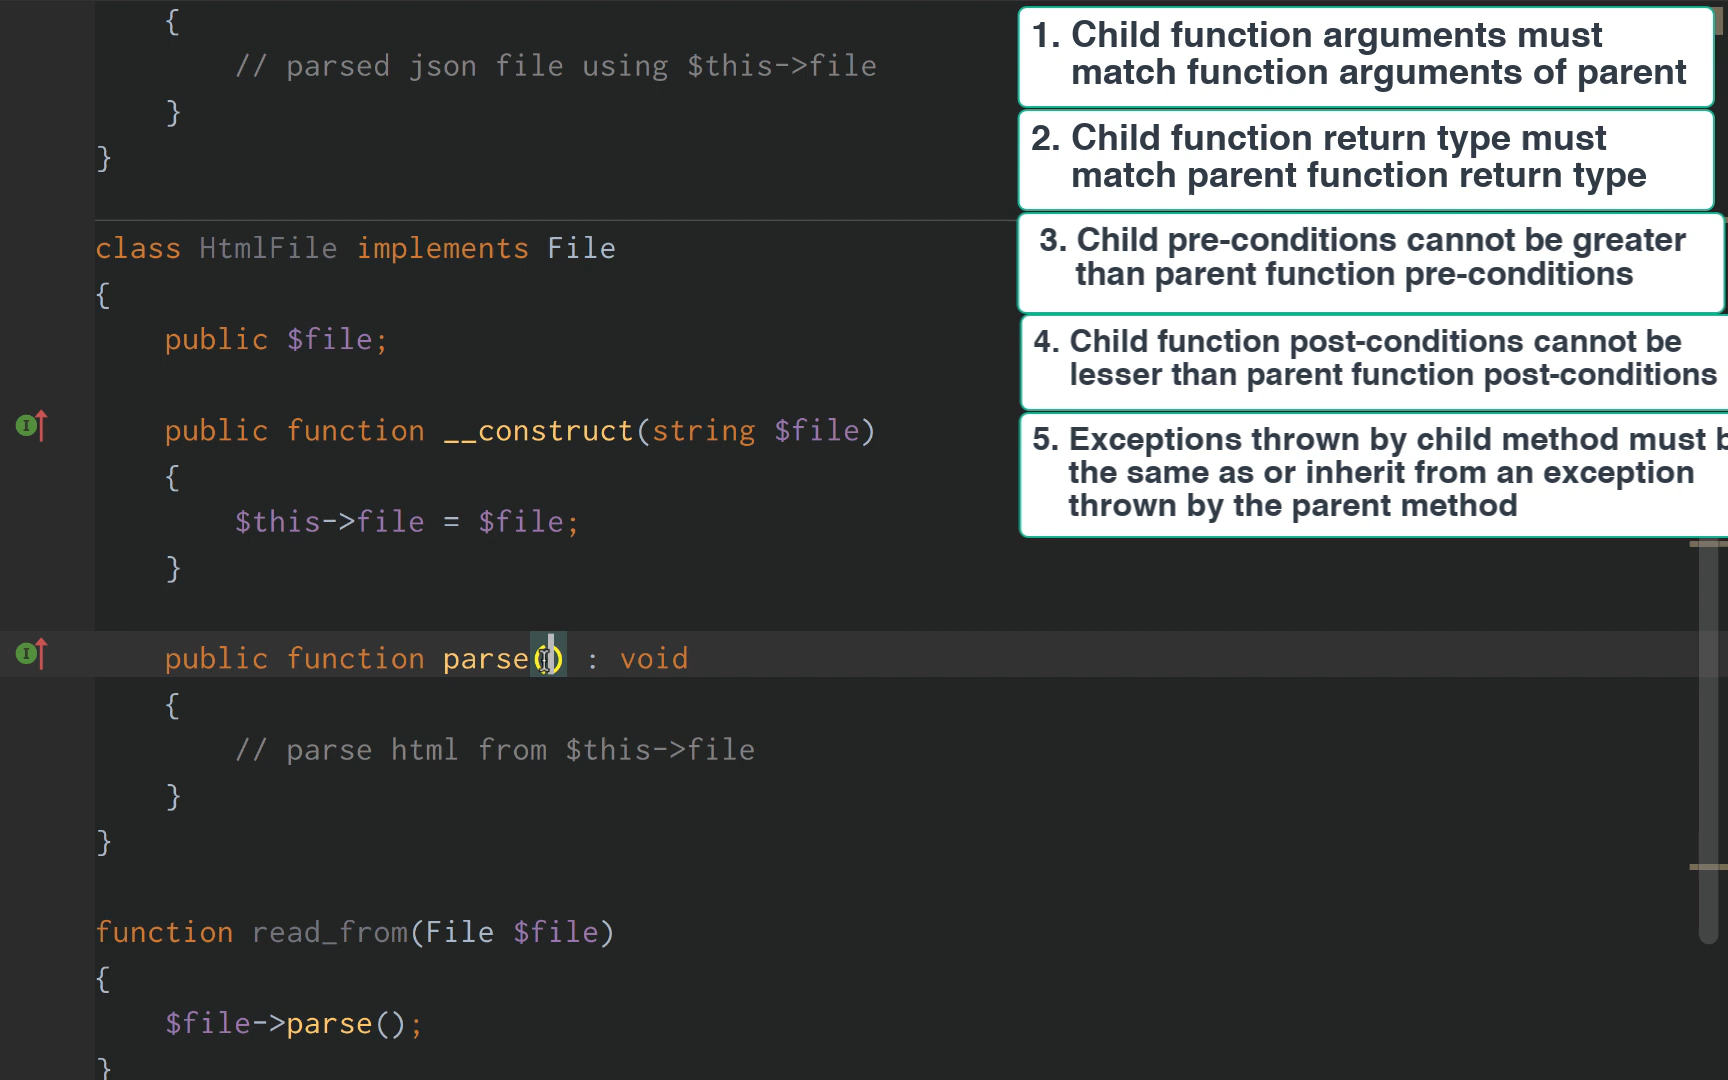 {
// parsed json file using $this->file
}
}
class HtmlFile implements File
{
public $file;
public function __construct(string $file)
{
$this->file = $file;
}
public function parse() : void
{
// parse html from $this->file
}
}
function read_from(File $file)
{
$file->parse();
}
1. Child function arguments must
match function arguments of parent
2. Child function return type must
match parent function return type
3. Child pre-conditions cannot be greater
than parent function pre-conditions
4. Child function post-conditions cannot be
lesser than parent function post-conditions
5. Exceptions thrown by child method must
the same as or inherit from an exception
thrown by the parent method